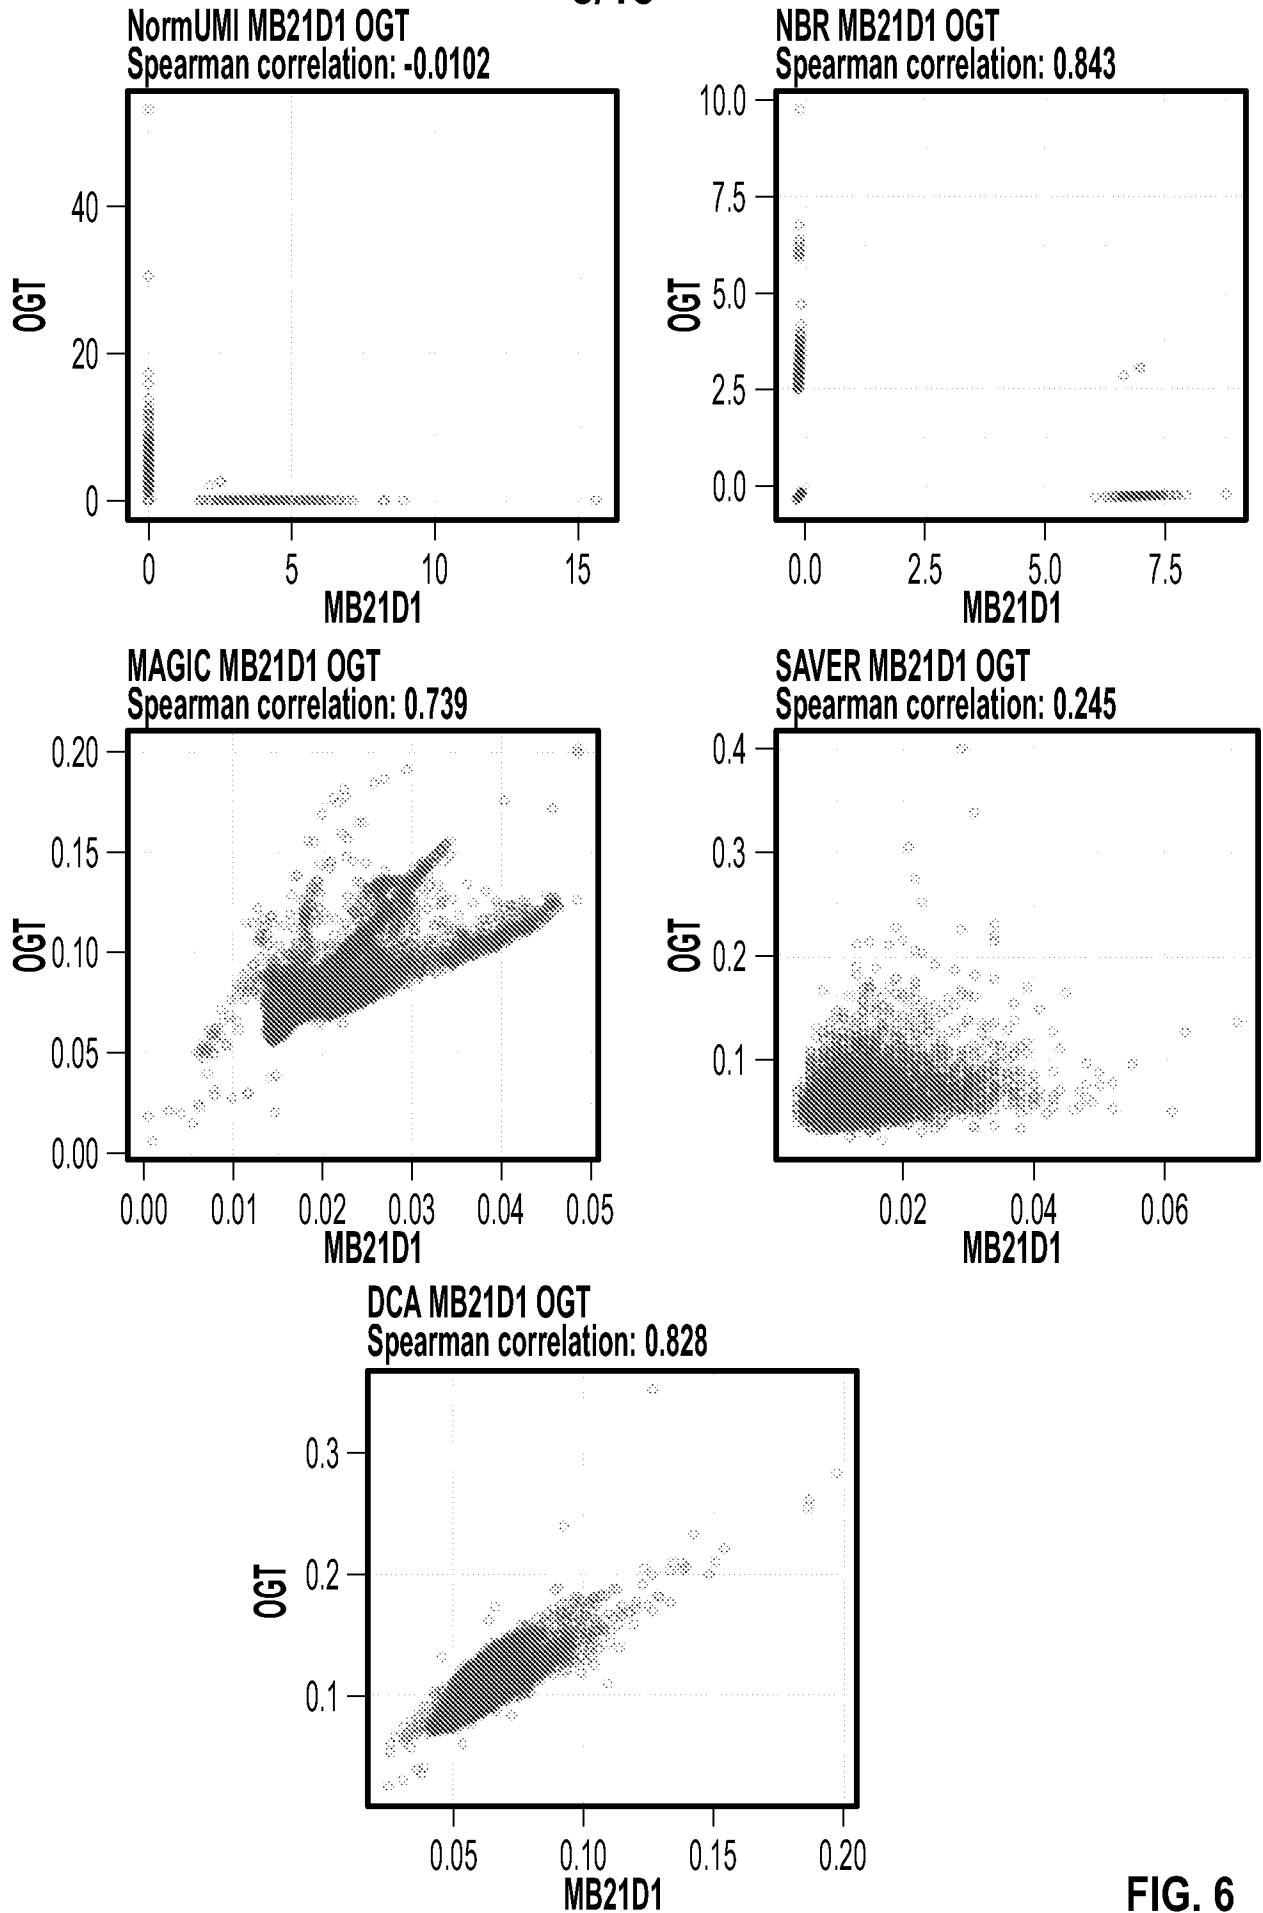 NormUMI MB21D1 OGT
Spearman correlation: -0.0102
OGT
40
20
0
0 5 10 15
MB21D1
NBR MB21D1 OGT
Spearman correlation: 0.843
OGT
10.0
7.5
5.0
2.5
0.0
0.0 2.5 5.0 7.5
MB21D1
MAGIC MB21D1 OGT
Spearman correlation: 0.739
OGT
0.20
0.15
0.10
0.05
0.00
0.00 0.01 0.02 0.03 0.04 0.05
MB21D1
SAVER MB21D1 OGT
Spearman correlation: 0.245
OGT
0.4
0.3
0.2
0.1
0.02 0.04 0.06
MB21D1
DCA MB21D1 OGT
Spearman correlation: 0.828
OGT
0.3
0.2
0.1
0.05 0.10 0.15 0.20
MB21D1
FIG. 6